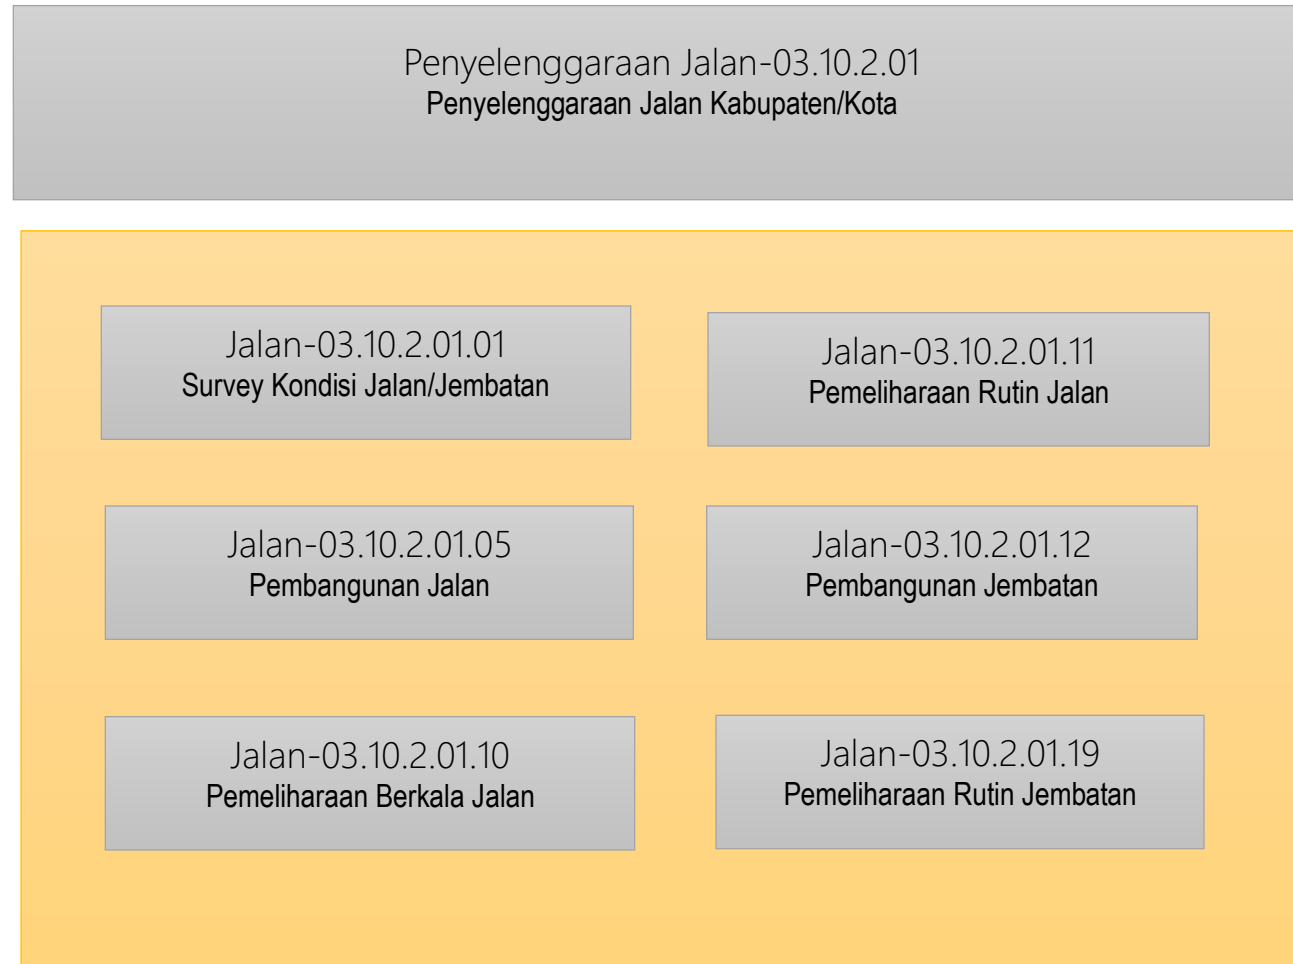 Penyelenggaraan Jalan-03.10.2.01
Penyelenggaraan Jalan Kabupaten/Kota
Jalan-03.10.2.01.01
Survey Kondisi Jalan/Jembatan
Jalan-03.10.2.01.11
Pemeliharaan Rutin Jalan
Jalan-03.10.2.01.05
Pembangunan Jalan
Jalan-03.10.2.01.12
Pembangunan Jembatan
Jalan-03.10.2.01.10
Pemeliharaan Berkala Jalan
Jalan-03.10.2.01.19
Pemeliharaan Rutin Jembatan